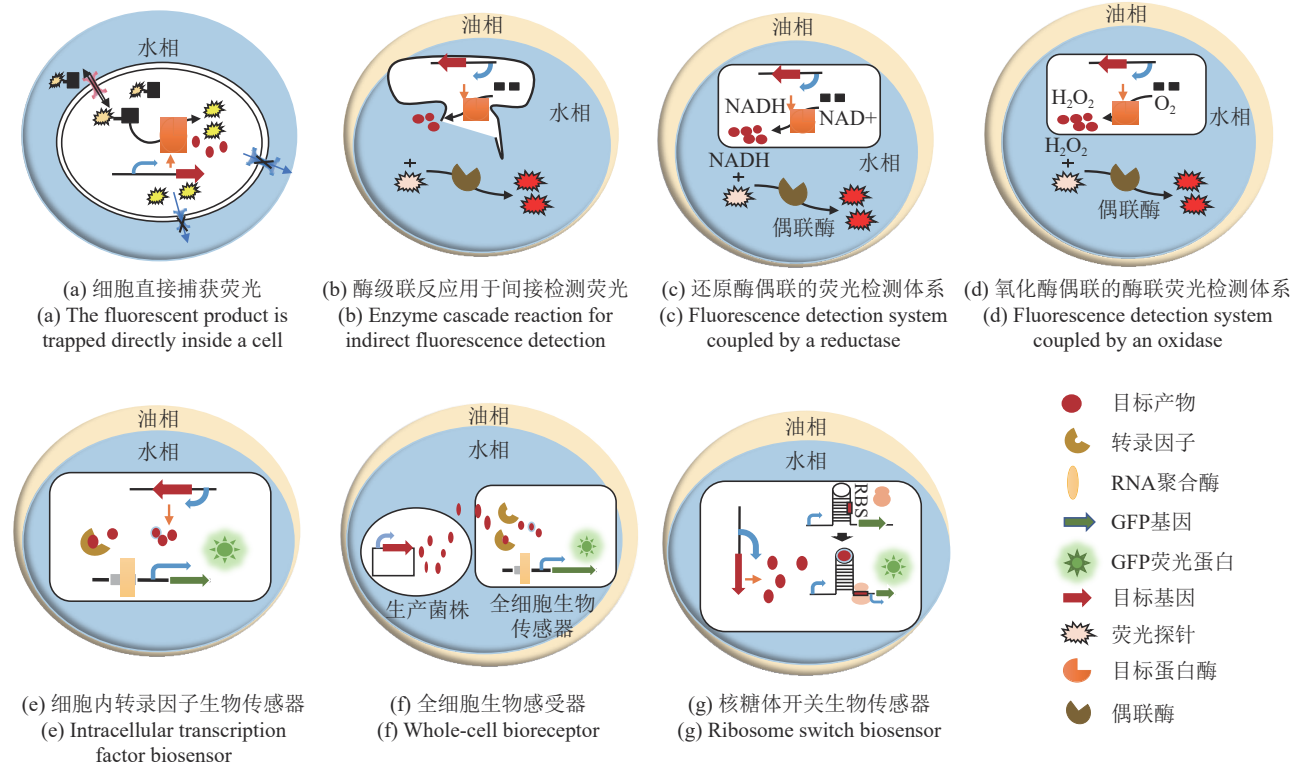 水相
(a) 细胞直接捕获荧光
(a) The fluorescent product is
trapped directly inside a cell
油相
水相
+
(b) 酶级联反应用于间接检测荧光
(b) Enzyme cascade reaction for
indirect fluorescence detection
油相
NADH
NAD+
水相
NADH
+
偶联酶
(c) 还原酶偶联的荧光检测体系
(c) Fluorescence detection system
coupled by a reductase
油相
H₂O₂
O₂
水相
H₂O₂
+
偶联酶
(d) 氧化酶偶联的酶联荧光检测体系
(d) Fluorescence detection system
coupled by an oxidase
油相
水相
(e) 细胞内转录因子生物传感器
(e) Intracellular transcription
factor biosensor
油相
水相
生产菌株
全细胞生物
传感器
(f) 全细胞生物感受器
(f) Whole-cell bioreceptor
油相
水相
RBS
(g) 核糖体开关生物传感器
(g) Ribosome switch biosensor
目标产物
转录因子
RNA聚合酶
GFP基因
GFP荧光蛋白
目标基因
荧光探针
目标蛋白酶
偶联酶